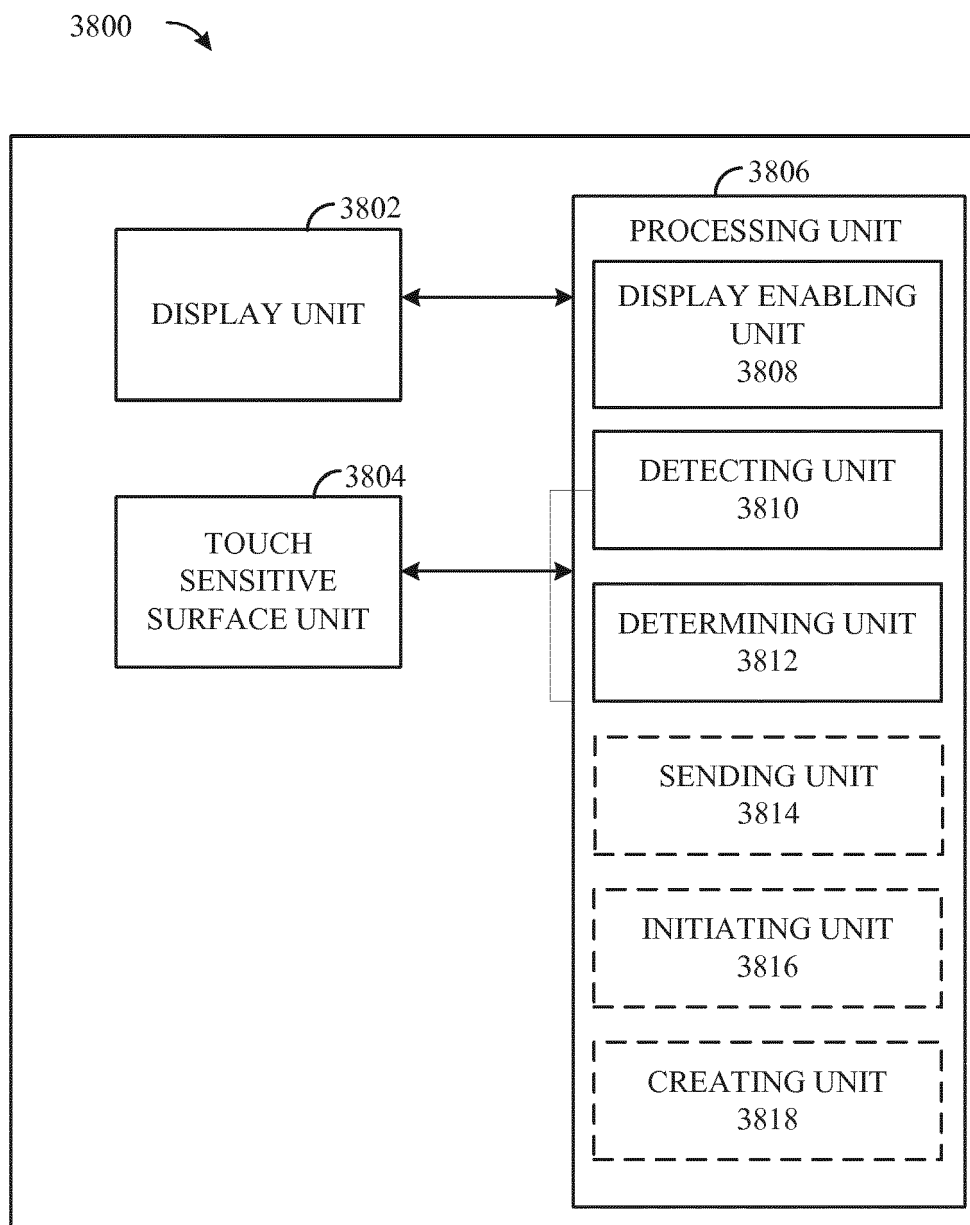 3800
3802
DISPLAY UNIT
3804
TOUCH
SENSITIVE
SURFACE UNIT
3806
PROCESSING UNIT
DISPLAY ENABLING
UNIT
3808
DETECTING UNIT
3810
DETERMINING UNIT
3812
SENDING UNIT
3814
INITIATING UNIT
3816
CREATING UNIT
3818